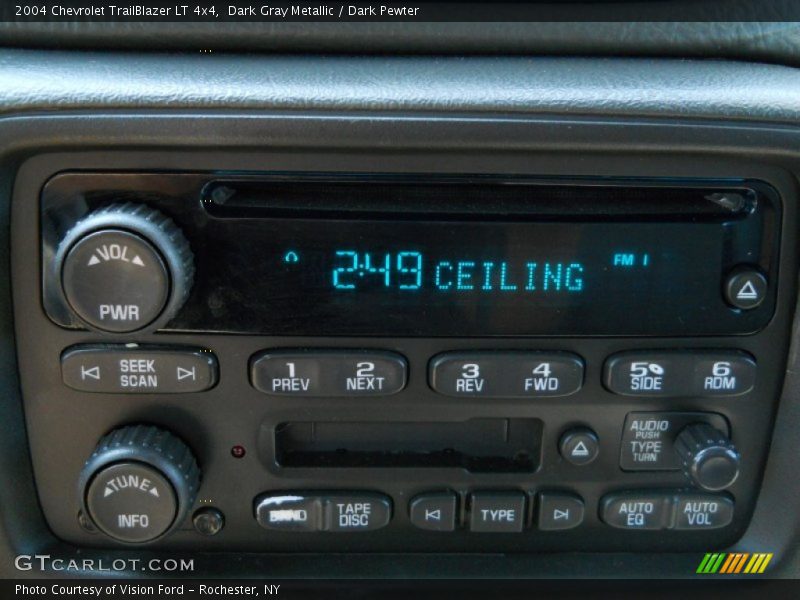 2004 Chevrolet TrailBlazer LT 4x4, Dark Gray Metallic / Dark Pewter
VOL
PWR
2:49 CEILING FM 1
SEEK
SCAN
1
PREV
2
NEXT
3
REV
4
FWD
5
SIDE
6
RDM
AUDIO
PUSH
TYPE
TURN
TUNE
INFO
BAND
TAPE
DISC
TYPE
AUTO
EQ
AUTO
VOL
GTCARLOT.COM
Photo Courtesy of Vision Ford - Rochester, NY